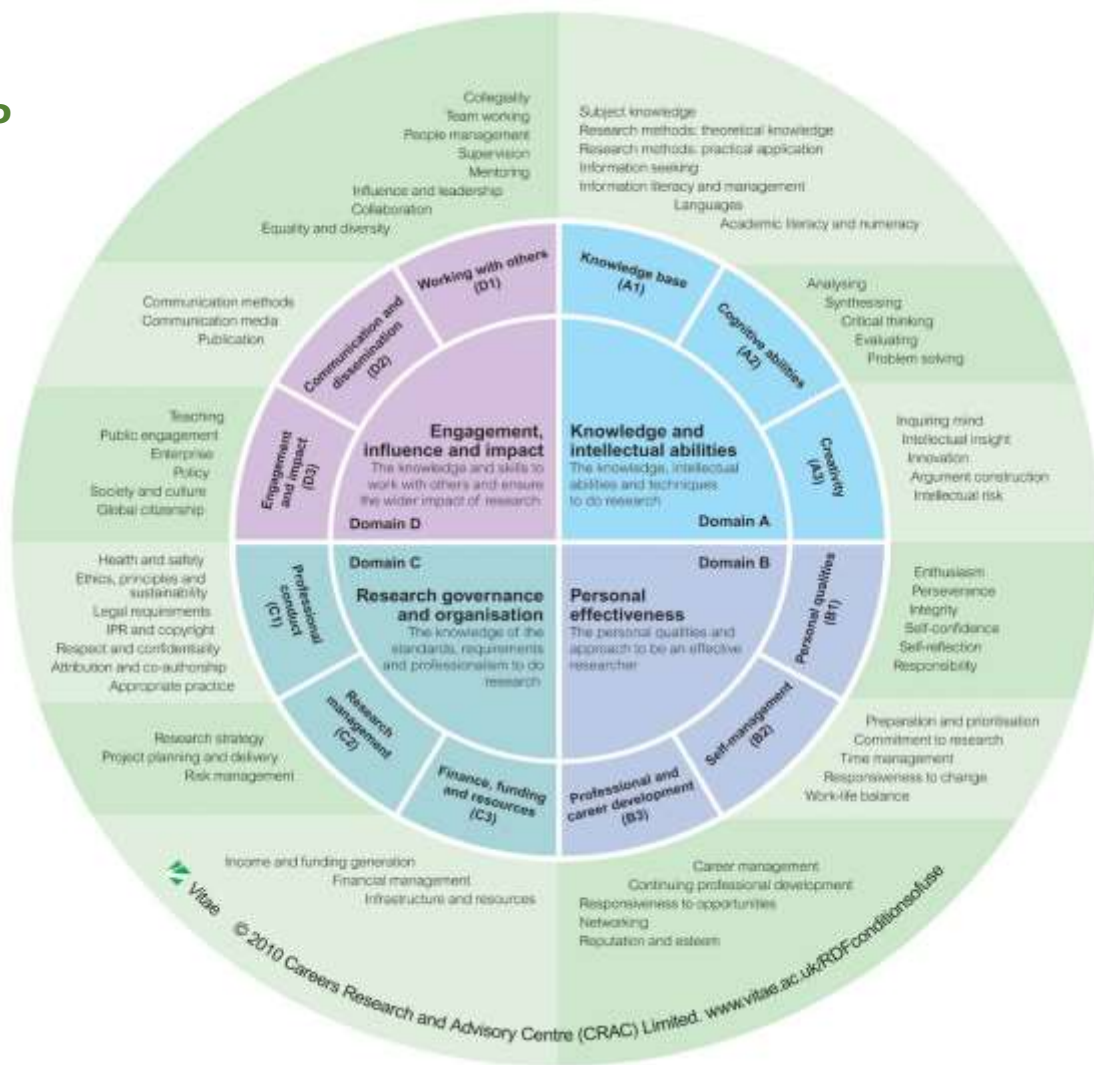 Collegiality
Team working
People management
Supervision
Mentoring
Influence and leadership
Collaboration
Equality and diversity
Subject knowledge
Research methods: theoretical knowledge
Research methods: practical application
Information seeking
Information literacy and management
Languages
Academic literacy and numeracy
Working with others
(D1)
Knowledge base
(A1)
Communication methods
Communication media
Publication
Communication and
dissemination
(D2)
Cognitive abilities
(A2)
Analysing
Synthesising
Critical thinking
Evaluating
Problem solving
Teaching
Public engagement
Enterprise
Policy
Society and culture
Global citizenship
Engagement
and impact
(D3)
Engagement,
influence and impact
The knowledge and skills to
work with others and ensure
the wider impact of research
Domain D
Knowledge and
intellectual abilities
The knowledge, intellectual
abilities and techniques
to do research
Domain A
Creativity
(A3)
Inquiring mind
Intellectual insight
Innovation
Argument construction
Intellectual risk
Health and safety
Ethics, principles and
sustainability
Legal requirements
IPR and copyright
Respect and confidentiality
Attribution and co-authorship
Appropriate practice
Professional
conduct
(C1)
Domain C
Research governance
and organisation
The knowledge of the
standards, requirements
and professionalism to do
research
Domain B
Personal
effectiveness
The personal qualities and
approach to be an effective
researcher
Personal qualities
(B1)
Enthusiasm
Perseverance
Integrity
Self-confidence
Self-reflection
Responsibility
Research strategy
Project planning and delivery
Risk management
Research
management
(C2)
Self-management
(B2)
Preparation and prioritisation
Commitment to research
Time management
Responsiveness to change
Work-life balance
Finance, funding
and resources
(C3)
Professional and
career development
(B3)
Income and funding generation
Financial management
Infrastructure and resources
Career management
Continuing professional development
Responsiveness to opportunities
Networking
Reputation and esteem
Vitae © 2010 Careers Research and Advisory Centre (CRAC) Limited. www.vitae.ac.uk/RDFconditionsofuse